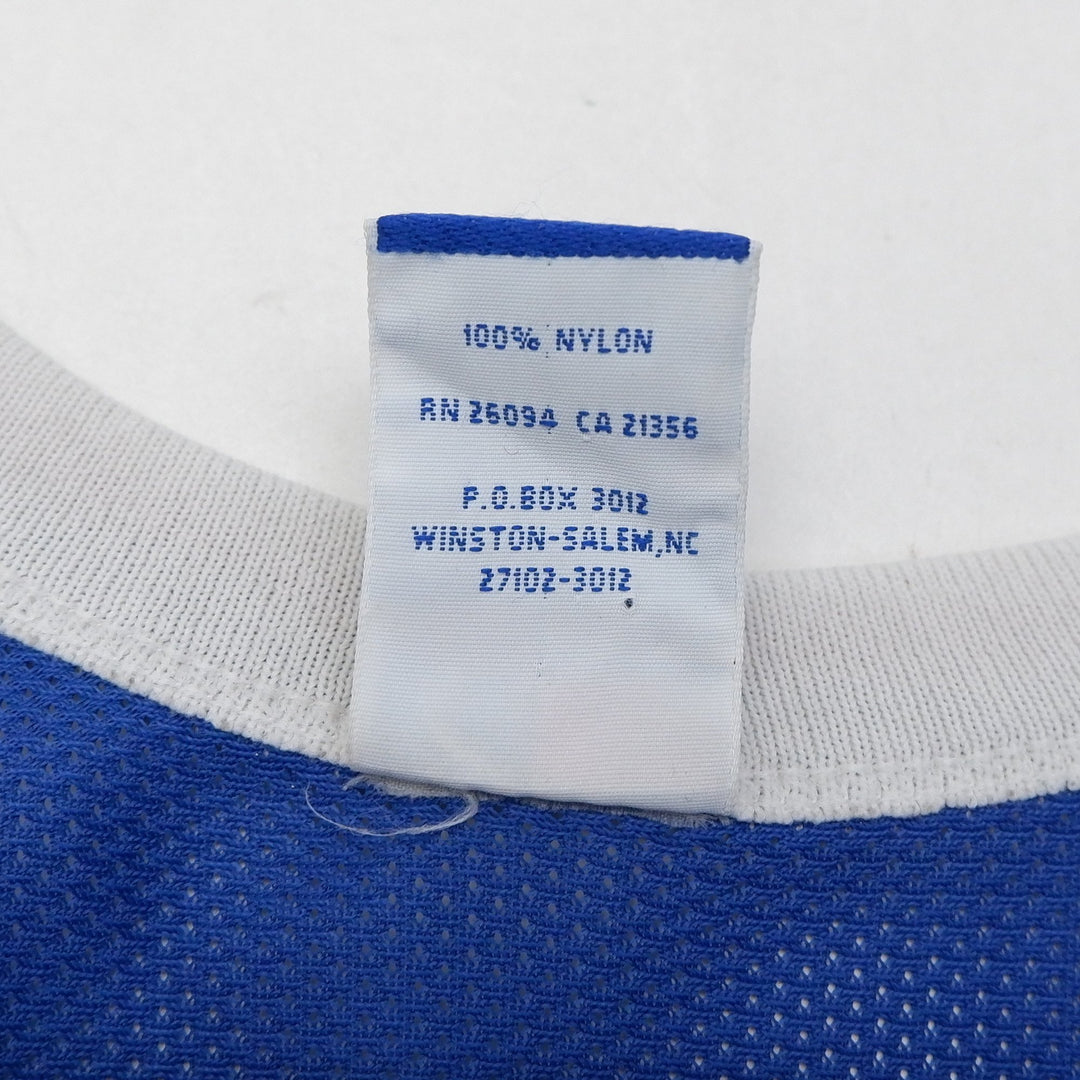 100% NYLON
RN 26094 CA 21356
P.O.BOX 3012
WINSTON-SALEM,NC
27102-3012